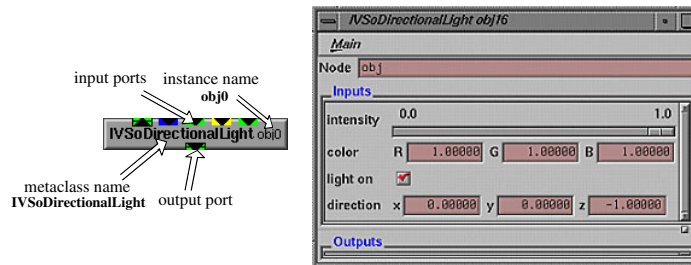 input ports
instance name
obj0
IVSoDirectionalLight obj0
metaclass name
IVSoDirectionalLight
output port
IVSoDirectionalLight obj16
Main
Node obj
Inputs
intensity 0.0 1.0
color R 1.00000 G 1.00000 B 1.00000
light on
direction x 0.00000 y 0.00000 z -1.00000
Outputs